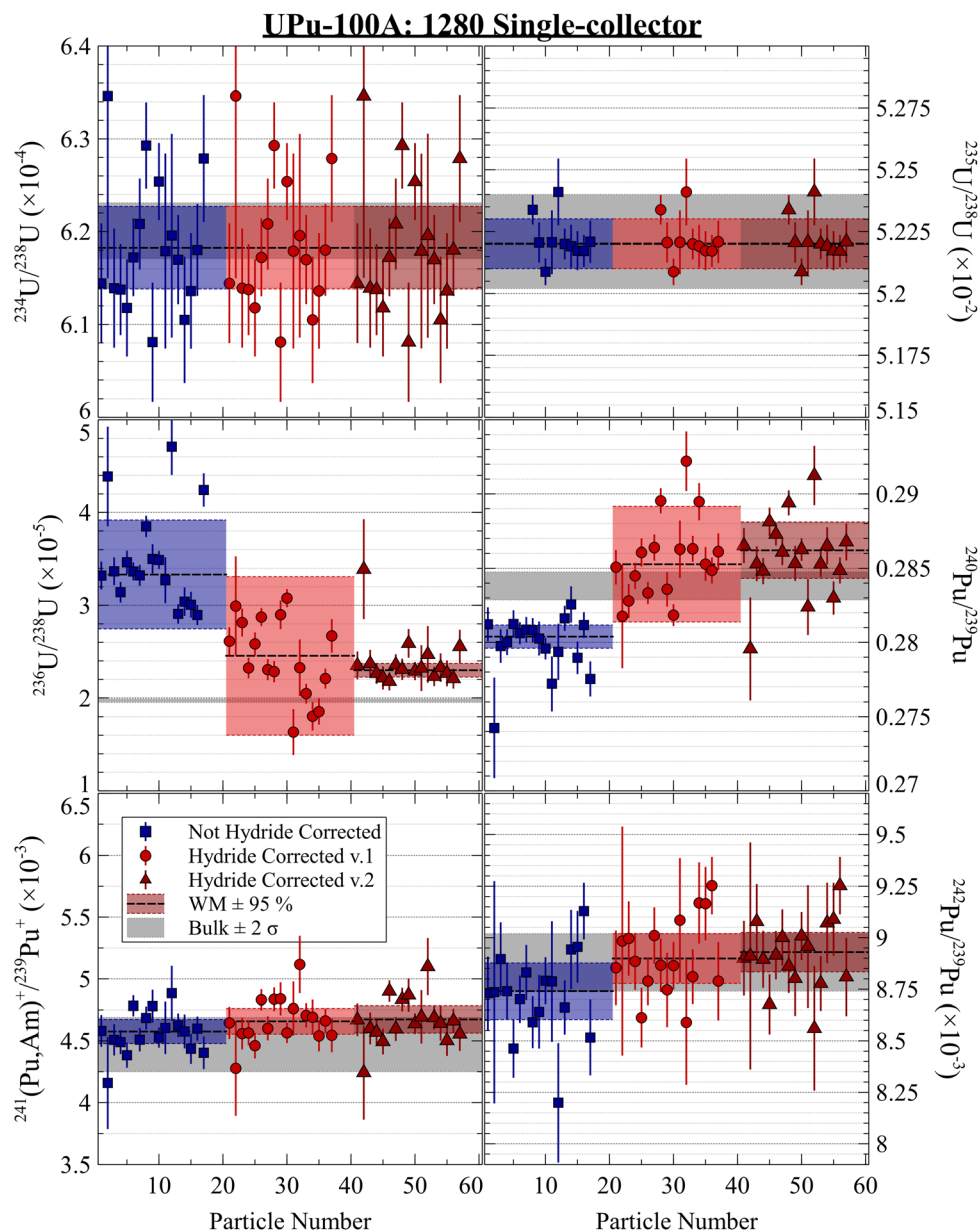 UPu-100A: 1280 Single-collector
6.4
6.3
6.2
6.1
6
²³⁴U/²³⁸U (×10⁻⁴)
5.275
5.25
5.225
5.2
5.175
5.15
²³⁵U/²³⁸U (×10⁻²)
5
4
3
2
1
²³⁶U/²³⁸U (×10⁻⁵)
0.29
0.285
0.28
0.275
0.27
²⁴⁰Pu/²³⁹Pu
6.5
6
5.5
5
4.5
4
3.5
²⁴¹(Pu,Am)⁺/²³⁹Pu⁺ (×10⁻³)
Not Hydride Corrected
Hydride Corrected v.1
Hydride Corrected v.2
WM ± 95 %
Bulk ± 2 σ
9.5
9.25
9
8.75
8.5
8.25
8
²⁴²Pu/²³⁹Pu (×10⁻³)
10 20 30 40 50 60
10 20 30 40 50 60
Particle Number
Particle Number